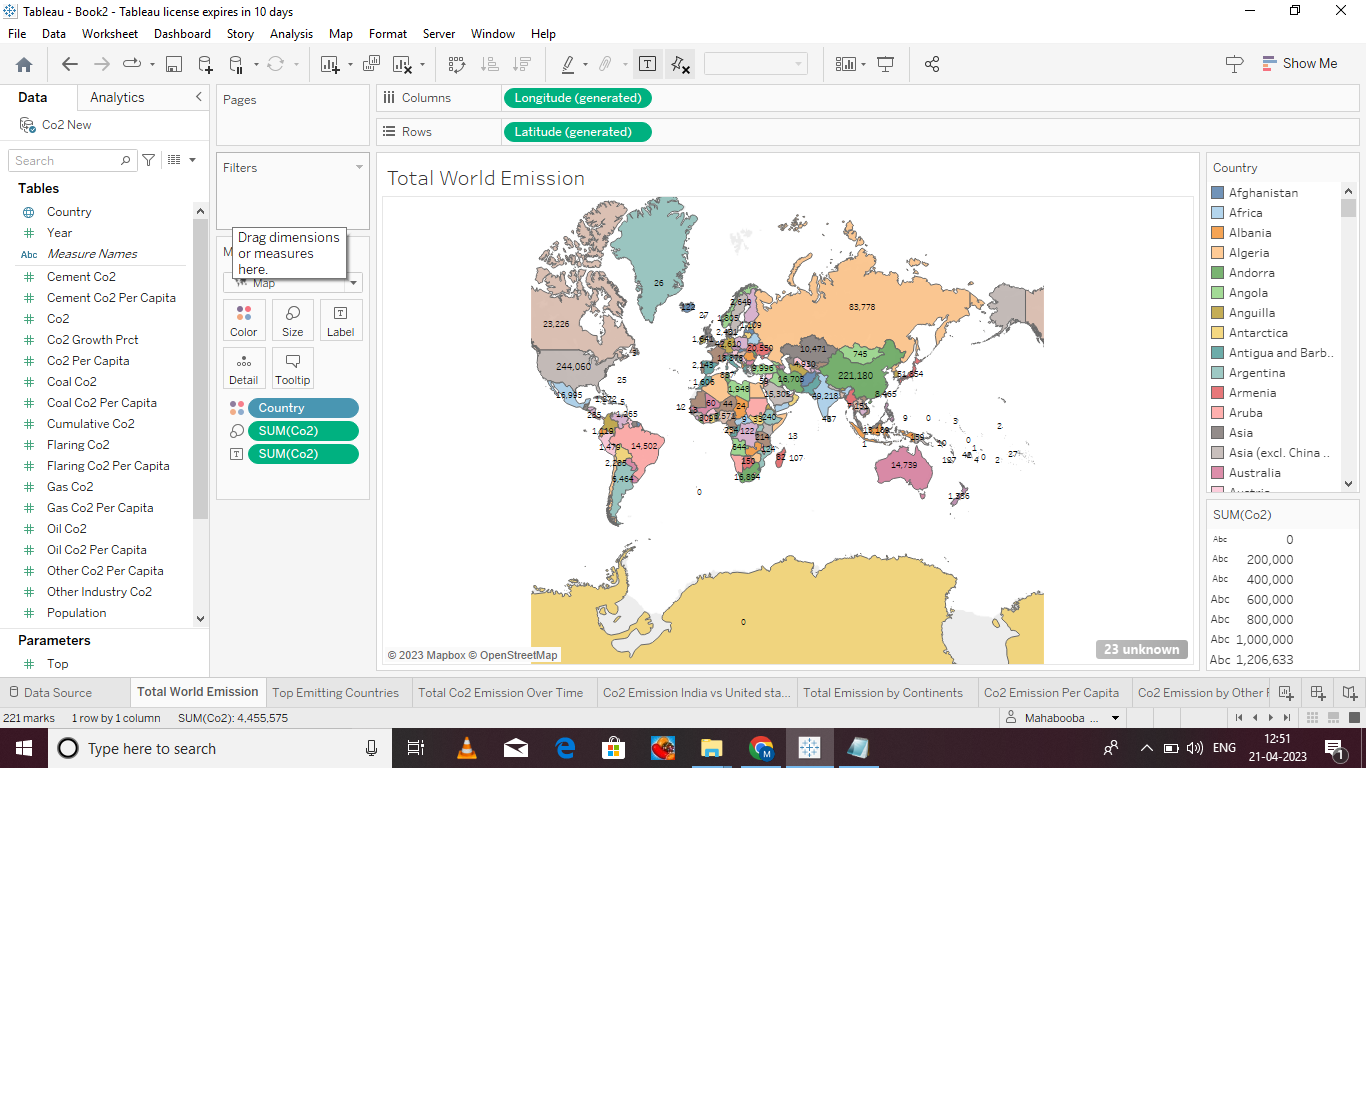 Tableau - Book2 - Tableau license expires in 10 days
File Data Worksheet Dashboard Story Analysis Map Format Server Window Help
Show Me
Data Analytics
Co2 New
Search
Tables
Country
Year
Abc Measure Names
Cement Co2
Cement Co2 Per Capita
Co2
Co2 Growth Prct
Co2 Per Capita
Coal Co2
Coal Co2 Per Capita
Cumulative Co2
Flaring Co2
Flaring Co2 Per Capita
Gas Co2
Gas Co2 Per Capita
Oil Co2
Oil Co2 Per Capita
Other Co2 Per Capita
Other Industry Co2
Population
Parameters
Top
Pages
Filters
Drag dimensions
or measures
here.
Map
Color Size Label
Detail Tooltip
Country
SUM(Co2)
SUM(Co2)
Columns Longitude (generated)
Rows Latitude (generated)
Total World Emission
26
23,226
83,778
27
244,060
10,471
745
221,180
25
1,948
14,502
13
107
9
0
3
2
14,739
0
0
© 2023 Mapbox © OpenStreetMap
23 unknown
Country
Afghanistan
Africa
Albania
Algeria
Andorra
Angola
Anguilla
Antarctica
Antigua and Barb..
Argentina
Armenia
Aruba
Asia
Asia (excl. China ..
Australia
SUM(Co2)
Abc 0
Abc 200,000
Abc 400,000
Abc 600,000
Abc 800,000
Abc 1,000,000
Abc 1,206,633
Data Source Total World Emission Top Emitting Countries Total Co2 Emission Over Time Co2 Emission India vs United sta... Total Emission by Continents Co2 Emission Per Capita Co2 Emission by Other
221 marks 1 row by 1 column SUM(Co2): 4,455,575 Mahabooba ...
Type here to search
ENG
12:51
21-04-2023
1